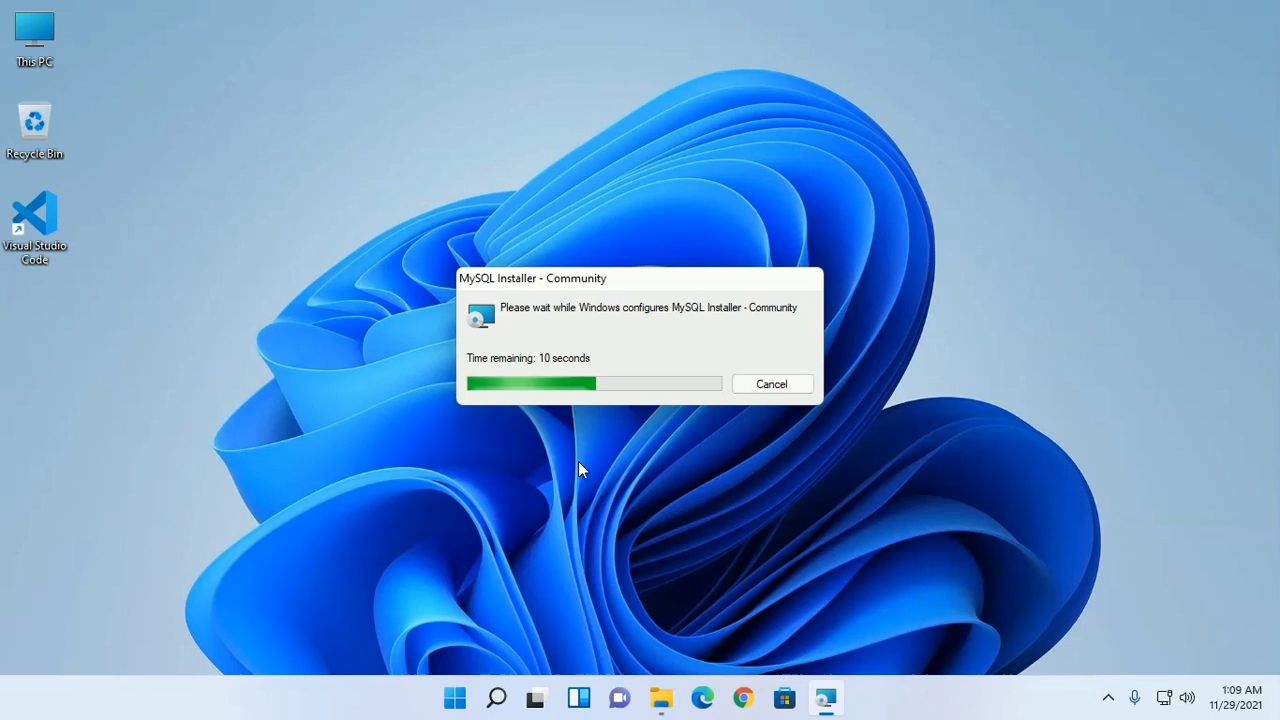 This PC
Recycle Bin
Visual Studio
Code
MySQL Installer - Community
Please wait while Windows configures MySQL Installer - Community
Time remaining: 10 seconds
Cancel
1:09 AM
11/29/2021